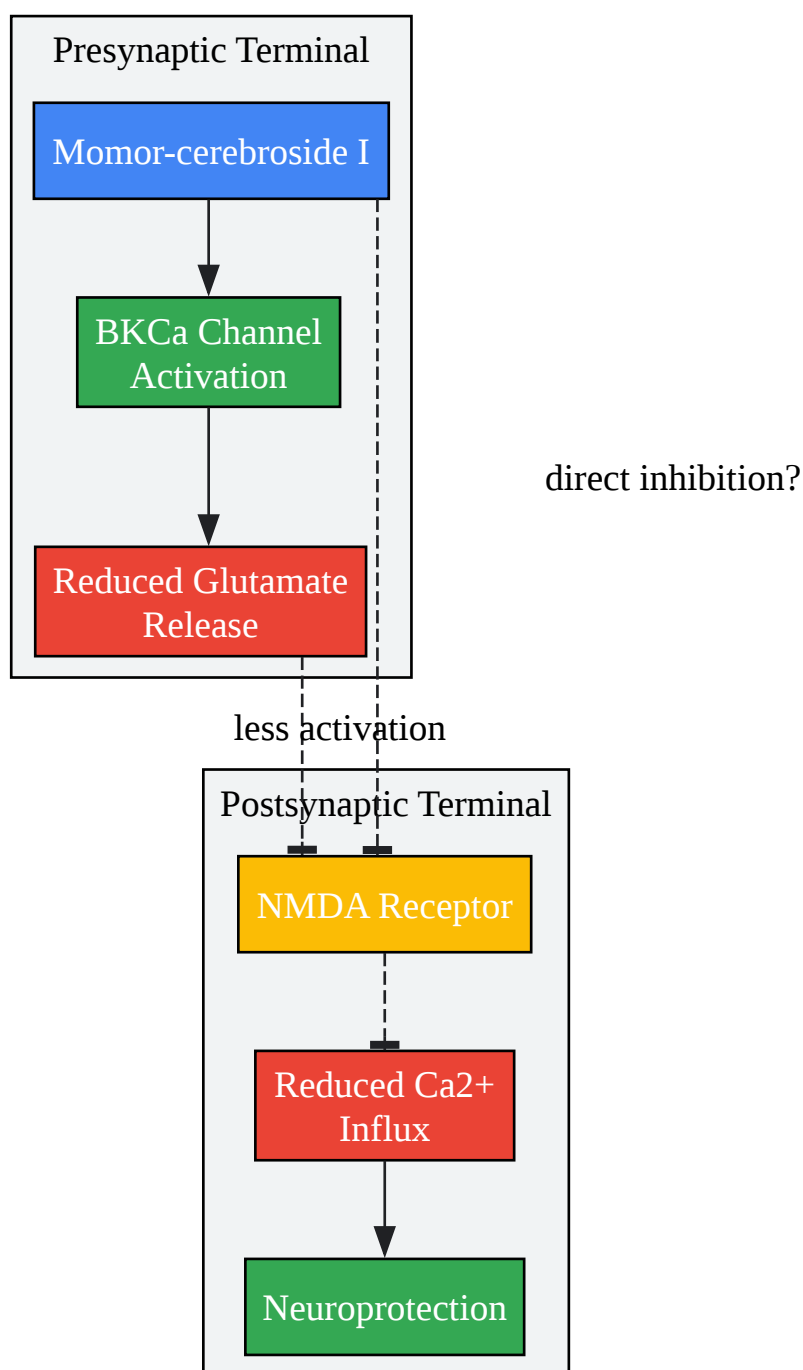 Presynaptic Terminal
Momor-cerebroside I
BKCa Channel
Activation
direct inhibition?
Reduced Glutamate
Release
less activation
Postsynaptic Terminal
NMDA Receptor
Reduced Ca2+
Influx
Neuroprotection